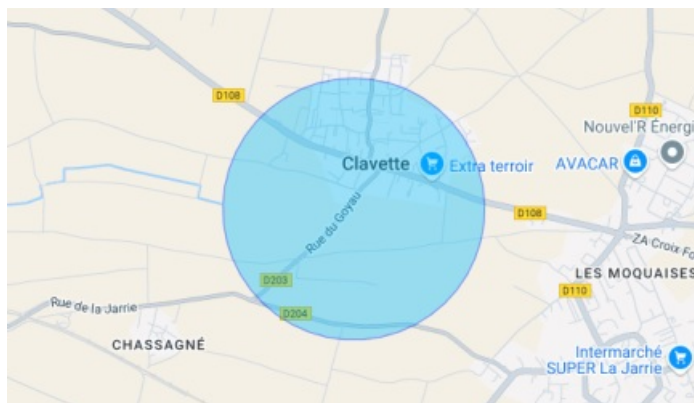 D108
D110
Nouvel'R Énergi
Clavette
Extra terroir
AVACAR
D108
Rue du Goyau
ZA Croix Fo
LES MOQUAISES
D203
D110
Rue de la Jarrie
D204
CHASSAGNÉ
Intermarché
SUPER La Jarrie